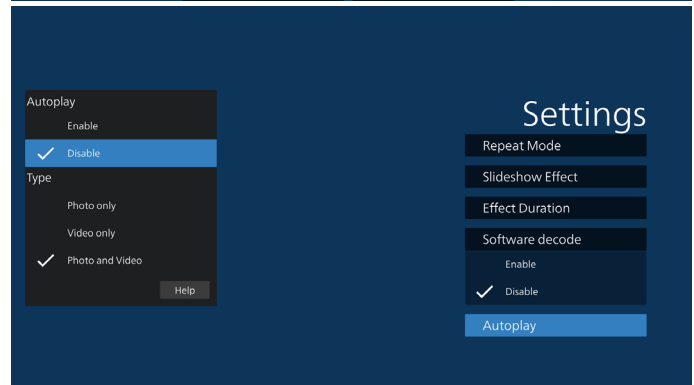 Autoplay
Enable
Disable
Type
Photo only
Video only
Photo and Video
Help
Settings
Repeat Mode
Slideshow Effect
Effect Duration
Software decode
Enable
Disable
Autoplay